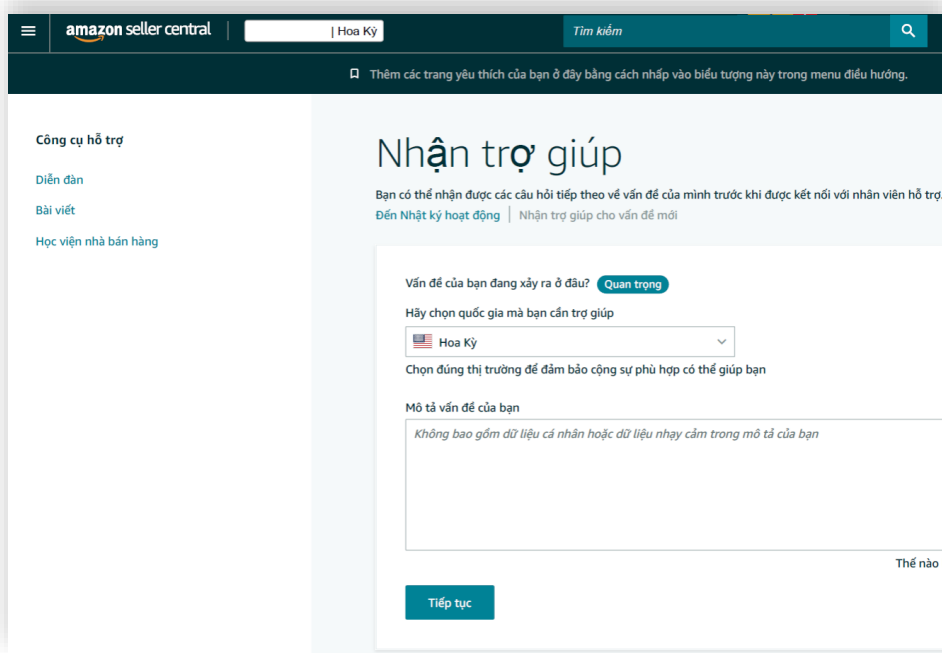 amazon seller central
| Hoa Kỳ
Tìm kiếm
Thêm các trang yêu thích của bạn ở đây bằng cách nhấp vào biểu tượng này trong menu điều hướng.
Công cụ hỗ trợ
Diễn đàn
Bài viết
Học viện nhà bán hàng
Nhận trợ giúp
Bạn có thể nhận được các câu hỏi tiếp theo về vấn đề của mình trước khi được kết nối với nhân viên hỗ trợ.
Đến Nhật ký hoạt động | Nhận trợ giúp cho vấn đề mới
Vấn đề của bạn đang xảy ra ở đâu? Quan trọng
Hãy chọn quốc gia mà bạn cần trợ giúp
Hoa Kỳ
Chọn đúng thị trường để đảm bảo cộng sự phù hợp có thể giúp bạn
Mô tả vấn đề của bạn
Không bao gồm dữ liệu cá nhân hoặc dữ liệu nhạy cảm trong mô tả của bạn
Thế nào
Tiếp tục